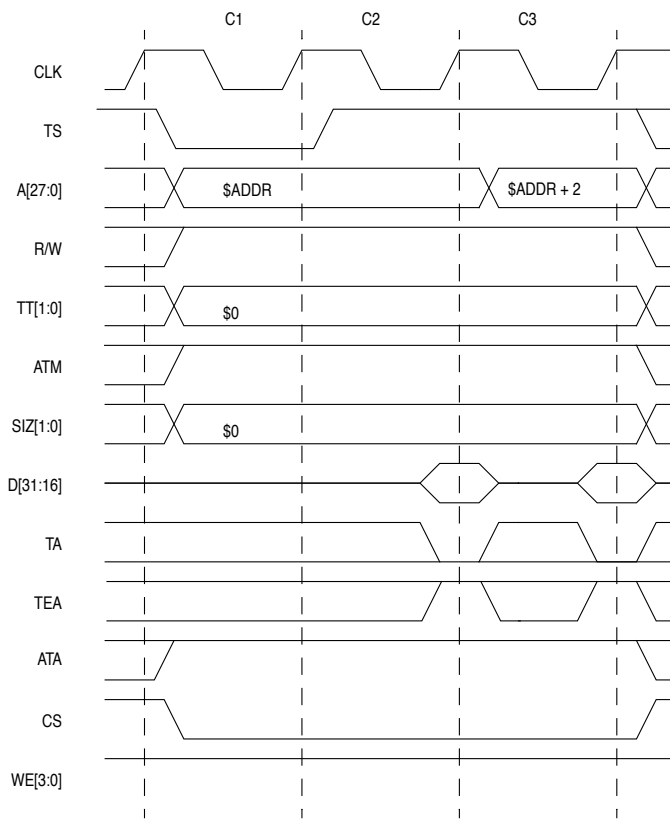 C1 C2 C3
CLK
TS
A[27:0] $ADDR $ADDR + 2
R/W
TT[1:0] $0
ATM
SIZ[1:0] $0
D[31:16]
TA
TEA
ATA
CS
WE[3:0]